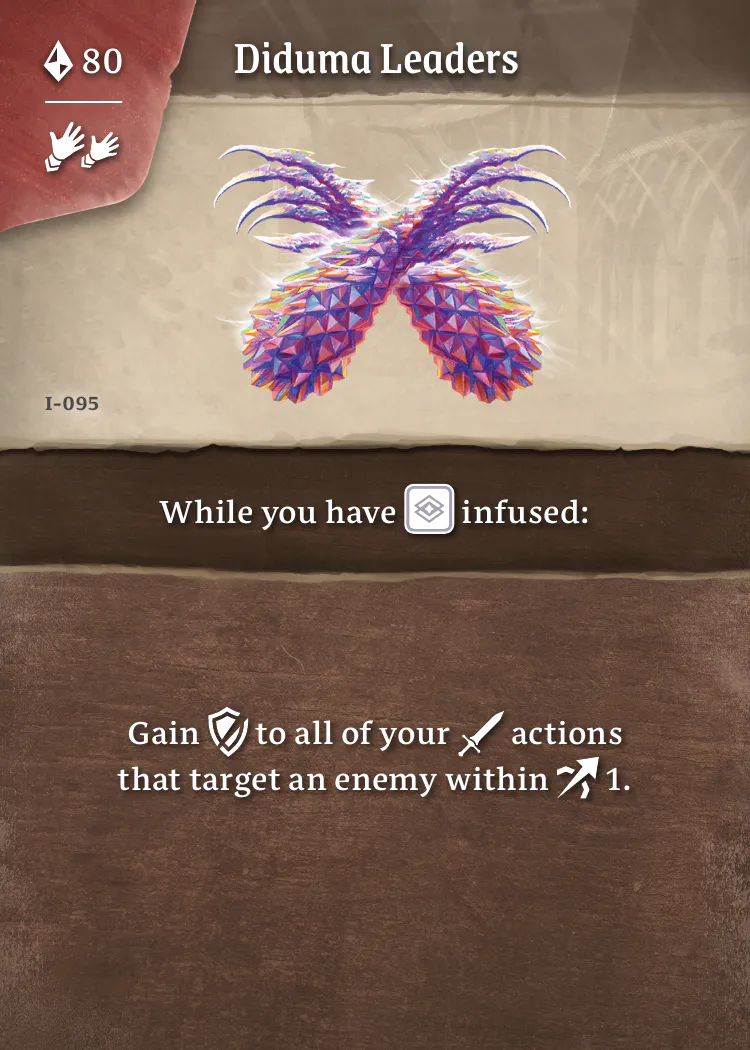 80
Diduma Leaders
I-095
While you have infused:
Gain to all of your actions
that target an enemy within 1.